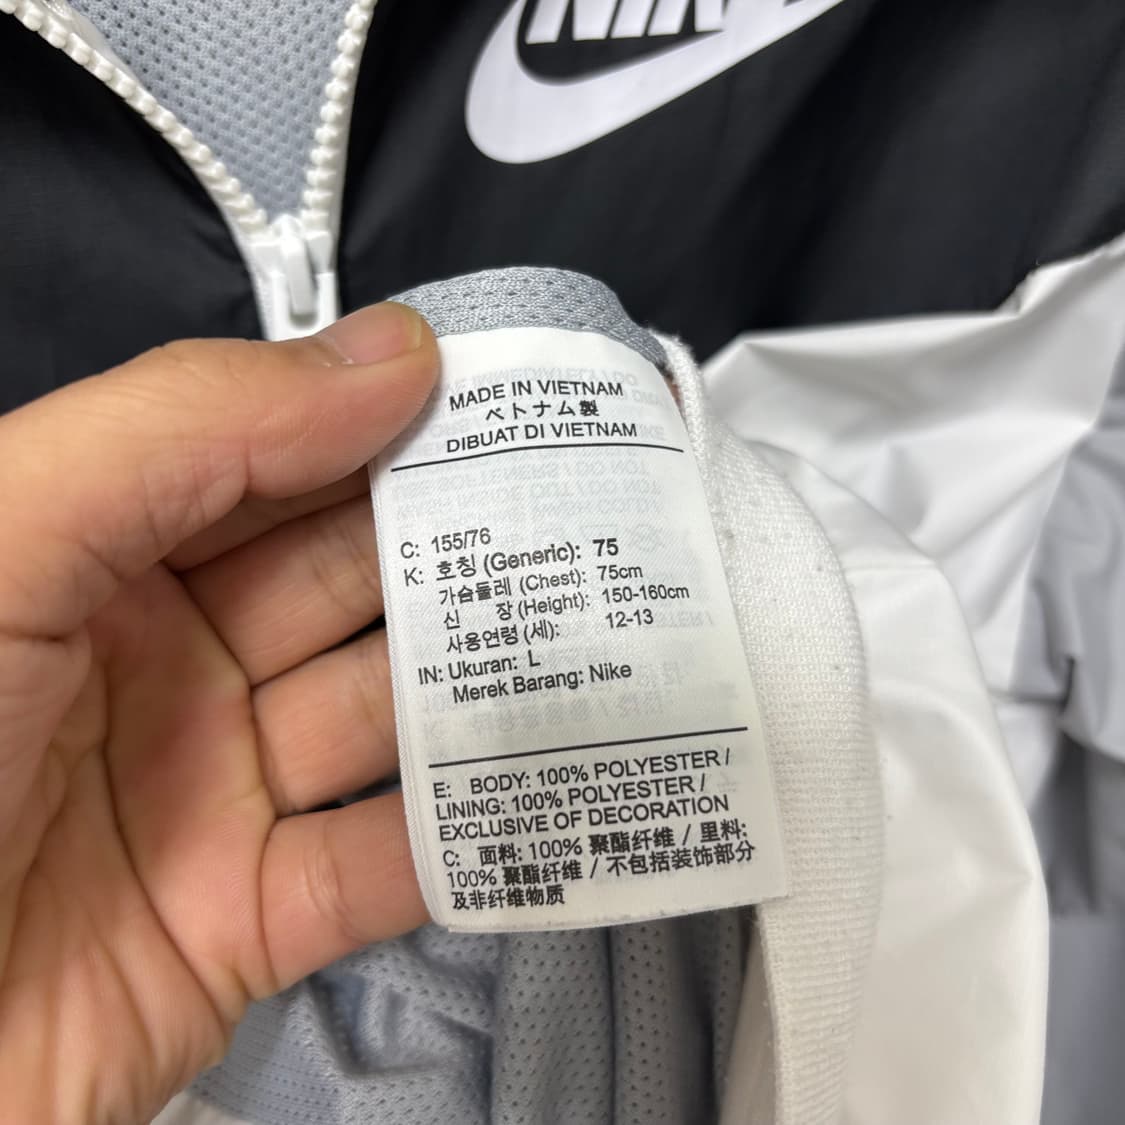 NIKE
MADE IN VIETNAM
ベトナム製
DIBUAT DI VIETNAM
C: 155/76
K: 호칭 (Generic): 75
가슴둘레 (Chest): 75cm
신 장 (Height): 150-160cm
사용연령 (세): 12-13
IN: Ukuran: L
Merek Barang: Nike
E: BODY: 100% POLYESTER /
LINING: 100% POLYESTER /
EXCLUSIVE OF DECORATION
C: 面料: 100% 聚酯纤维 / 里料:
100% 聚酯纤维 / 不包括装饰部分
及非纤维物质